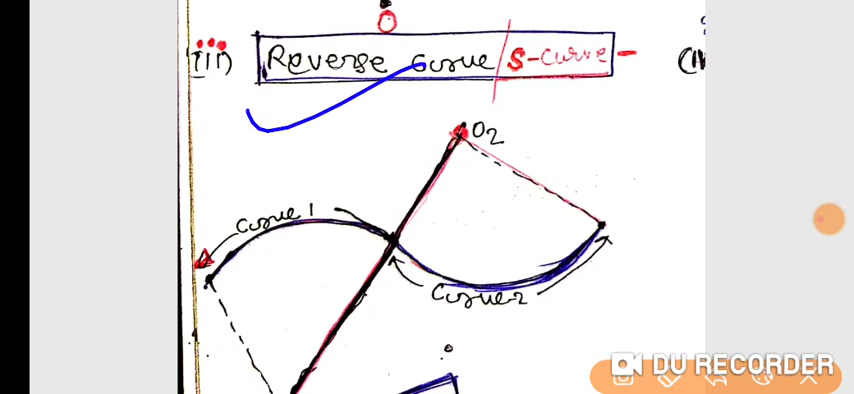 O
(III) Reverse Curve / S-Curve -
O2
Curve 1
Curve-2
DU RECORDER